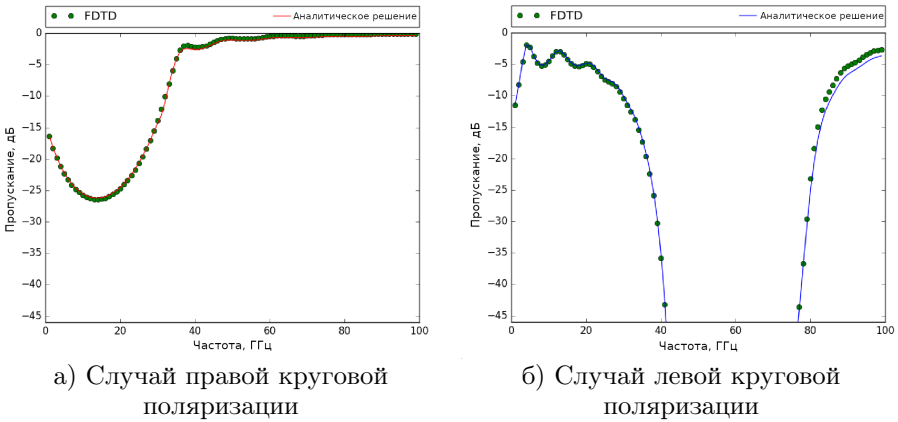 FDTD
Аналитическое решение
0
−5
−10
−15
−20
−25
−30
−35
−40
−45
Пропускание, дБ
0 20 40 60 80 100
Частота, ГГц
а) Случай правой круговой
поляризации
FDTD
Аналитическое решение
0
−5
−10
−15
−20
−25
−30
−35
−40
−45
Пропускание, дБ
0 20 40 60 80 100
Частота, ГГц
б) Случай левой круговой
поляризации